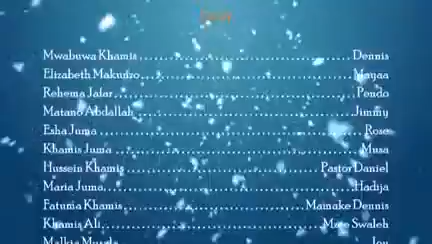 Mwabuwa Khamis.....Dennis
Elizabeth Makuizo.....Mayaa
Rehema Jafar.....Pendo
Matano Abdallah.....Jimmy
Esha Juma.....Rose
Khamis Juma.....Musa
Hussein Khamis.....Pastor Daniel
Maria Juma.....Hadija
Fatuma Khamis.....Mamake Dennis
Khamis Ali.....Mzee Swaleh